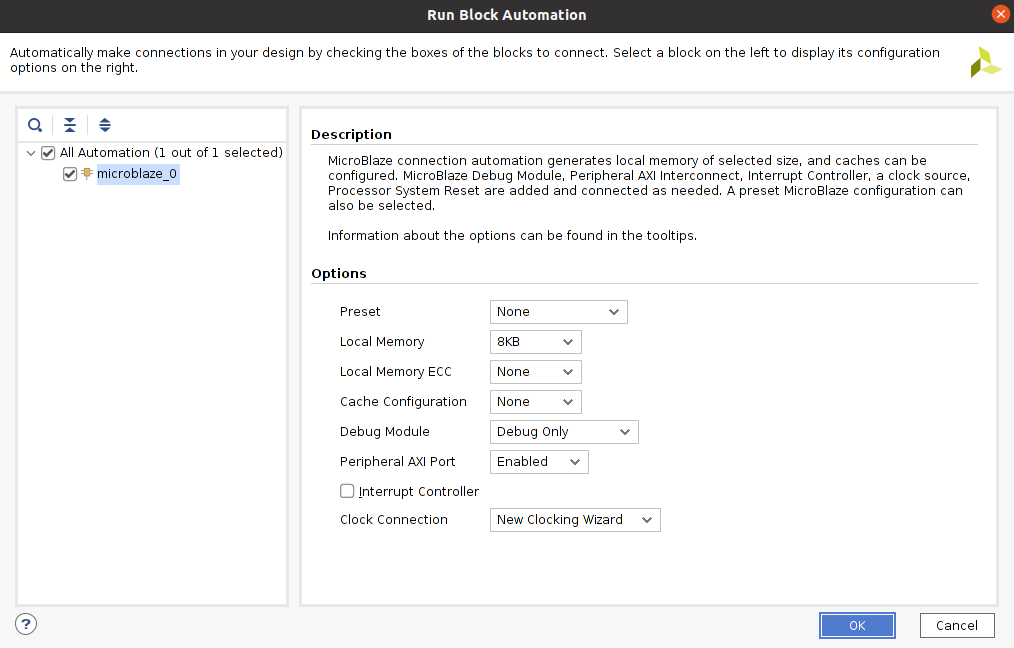 Run Block Automation
Automatically make connections in your design by checking the boxes of the blocks to connect. Select a block on the left to display its configuration
options on the right.
All Automation (1 out of 1 selected)
microblaze_0
Description
MicroBlaze connection automation generates local memory of selected size, and caches can be
configured. MicroBlaze Debug Module, Peripheral AXI Interconnect, Interrupt Controller, a clock source,
Processor System Reset are added and connected as needed. A preset MicroBlaze configuration can
also be selected.
Information about the options can be found in the tooltips.
Options
Preset None
Local Memory 8KB
Local Memory ECC None
Cache Configuration None
Debug Module Debug Only
Peripheral AXI Port Enabled
Interrupt Controller
Clock Connection New Clocking Wizard
? OK Cancel